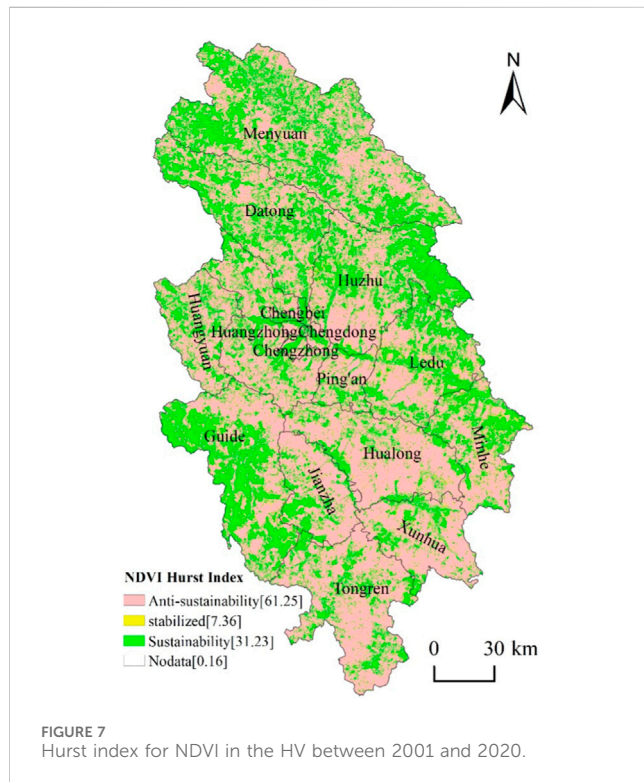 N
Menyuan
Datong
Huzhu
Huangyuan
Chengbei
HuangzhongChengdong
Chengzhong
Ledu
Ping'an
Minhe
Guide
Hualong
Jianzha
Xunhua
Tongren
NDVI Hurst Index
Anti-sustainability[61.25]
stabilized[7.36]
Sustainability[31.23]
Nodata[0.16]
0 30 km
FIGURE 7
Hurst index for NDVI in the HV between 2001 and 2020.